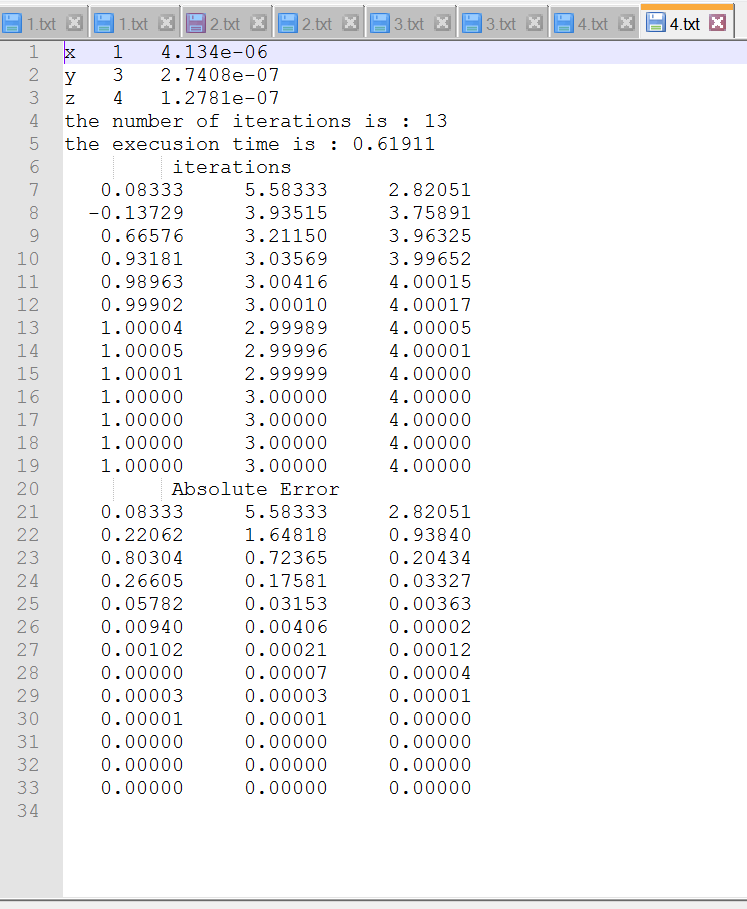 1.txt 1.txt 2.txt 2.txt 3.txt 3.txt 4.txt 4.txt
1 x 1 4.134e-06
2 y 3 2.7408e-07
3 z 4 1.2781e-07
4 the number of iterations is : 13
5 the execusion time is : 0.61911
6 iterations
7 0.08333 5.58333 2.82051
8 -0.13729 3.93515 3.75891
9 0.66576 3.21150 3.96325
10 0.93181 3.03569 3.99652
11 0.98963 3.00416 4.00015
12 0.99902 3.00010 4.00017
13 1.00004 2.99989 4.00005
14 1.00005 2.99996 4.00001
15 1.00001 2.99999 4.00000
16 1.00000 3.00000 4.00000
17 1.00000 3.00000 4.00000
18 1.00000 3.00000 4.00000
19 1.00000 3.00000 4.00000
20 Absolute Error
21 0.08333 5.58333 2.82051
22 0.22062 1.64818 0.93840
23 0.80304 0.72365 0.20434
24 0.26605 0.17581 0.03327
25 0.05782 0.03153 0.00363
26 0.00940 0.00406 0.00002
27 0.00102 0.00021 0.00012
28 0.00000 0.00007 0.00004
29 0.00003 0.00003 0.00001
30 0.00001 0.00001 0.00000
31 0.00000 0.00000 0.00000
32 0.00000 0.00000 0.00000
33 0.00000 0.00000 0.00000
34